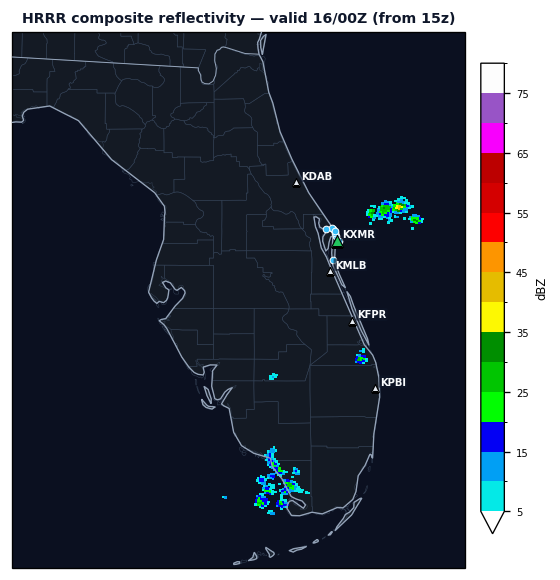 HRRR composite reflectivity — valid 16/00Z (from 15z)
KDAB
KXMR
KMLB
KFPR
KPBI
75
65
55
45
35
25
15
5
dBZ